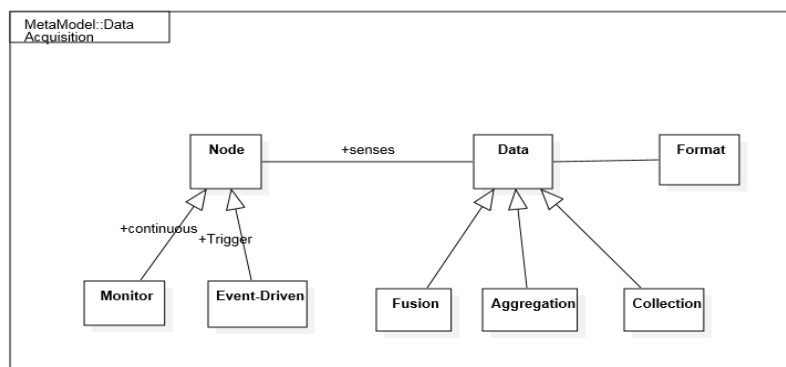 MetaModel::Data
Acquisition
Node
+senses
Data
Format
+continuous
+Trigger
Monitor
Event-Driven
Fusion
Aggregation
Collection